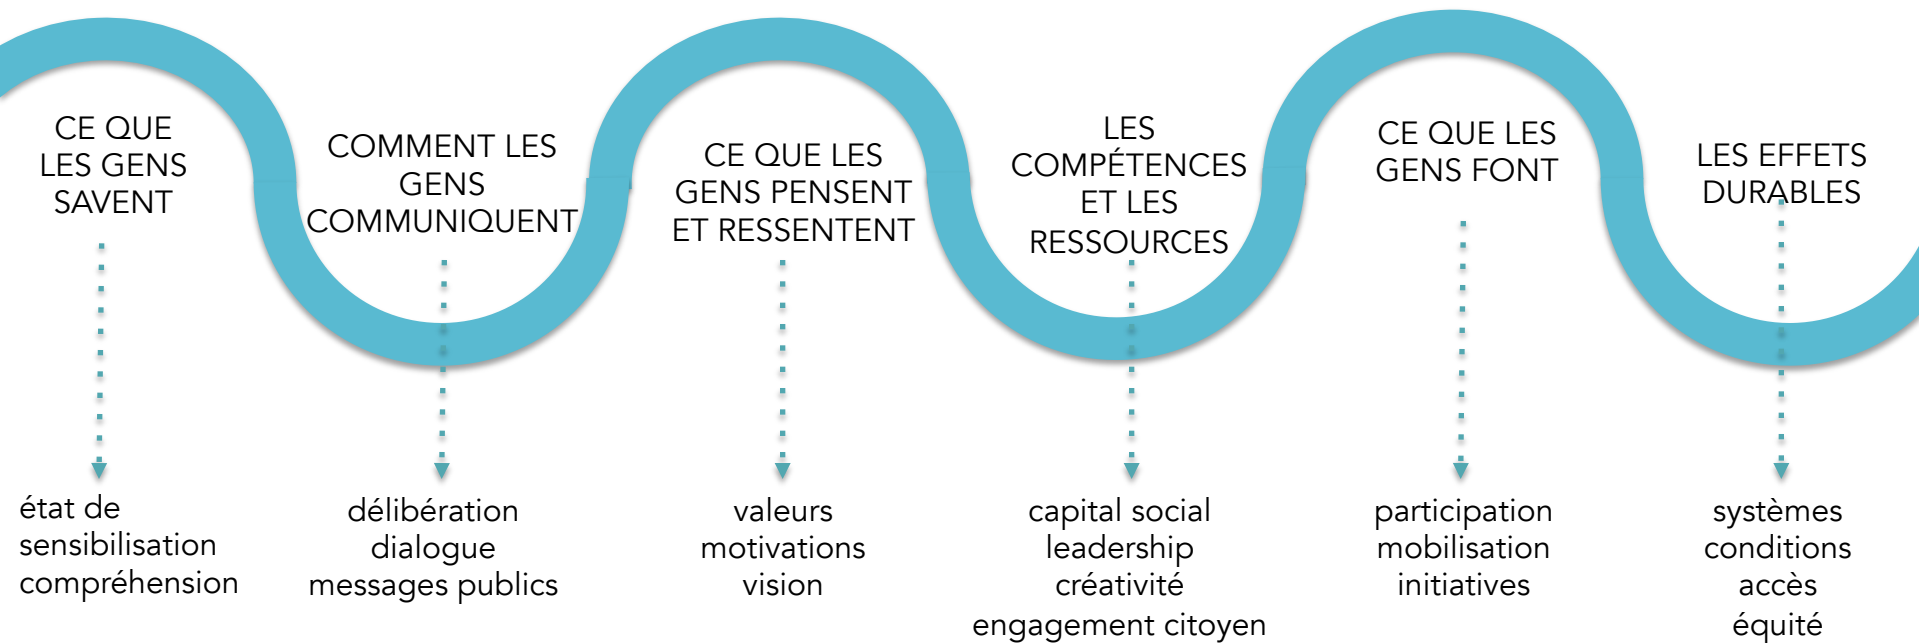 CE QUE
LES GENS
SAVENT
COMMENT LES
GENS
COMMUNIQUENT
CE QUE LES
GENS PENSENT
ET RESSENTENT
LES
COMPÉTENCES
ET LES
RESSOURCES
CE QUE LES
GENS FONT
LES EFFETS
DURABLES
état de
sensibilisation
compréhension
délibération
dialogue
messages publics
valeurs
motivations
vision
capital social
leadership
créativité
engagement citoyen
participation
mobilisation
initiatives
systèmes
conditions
accès
équité